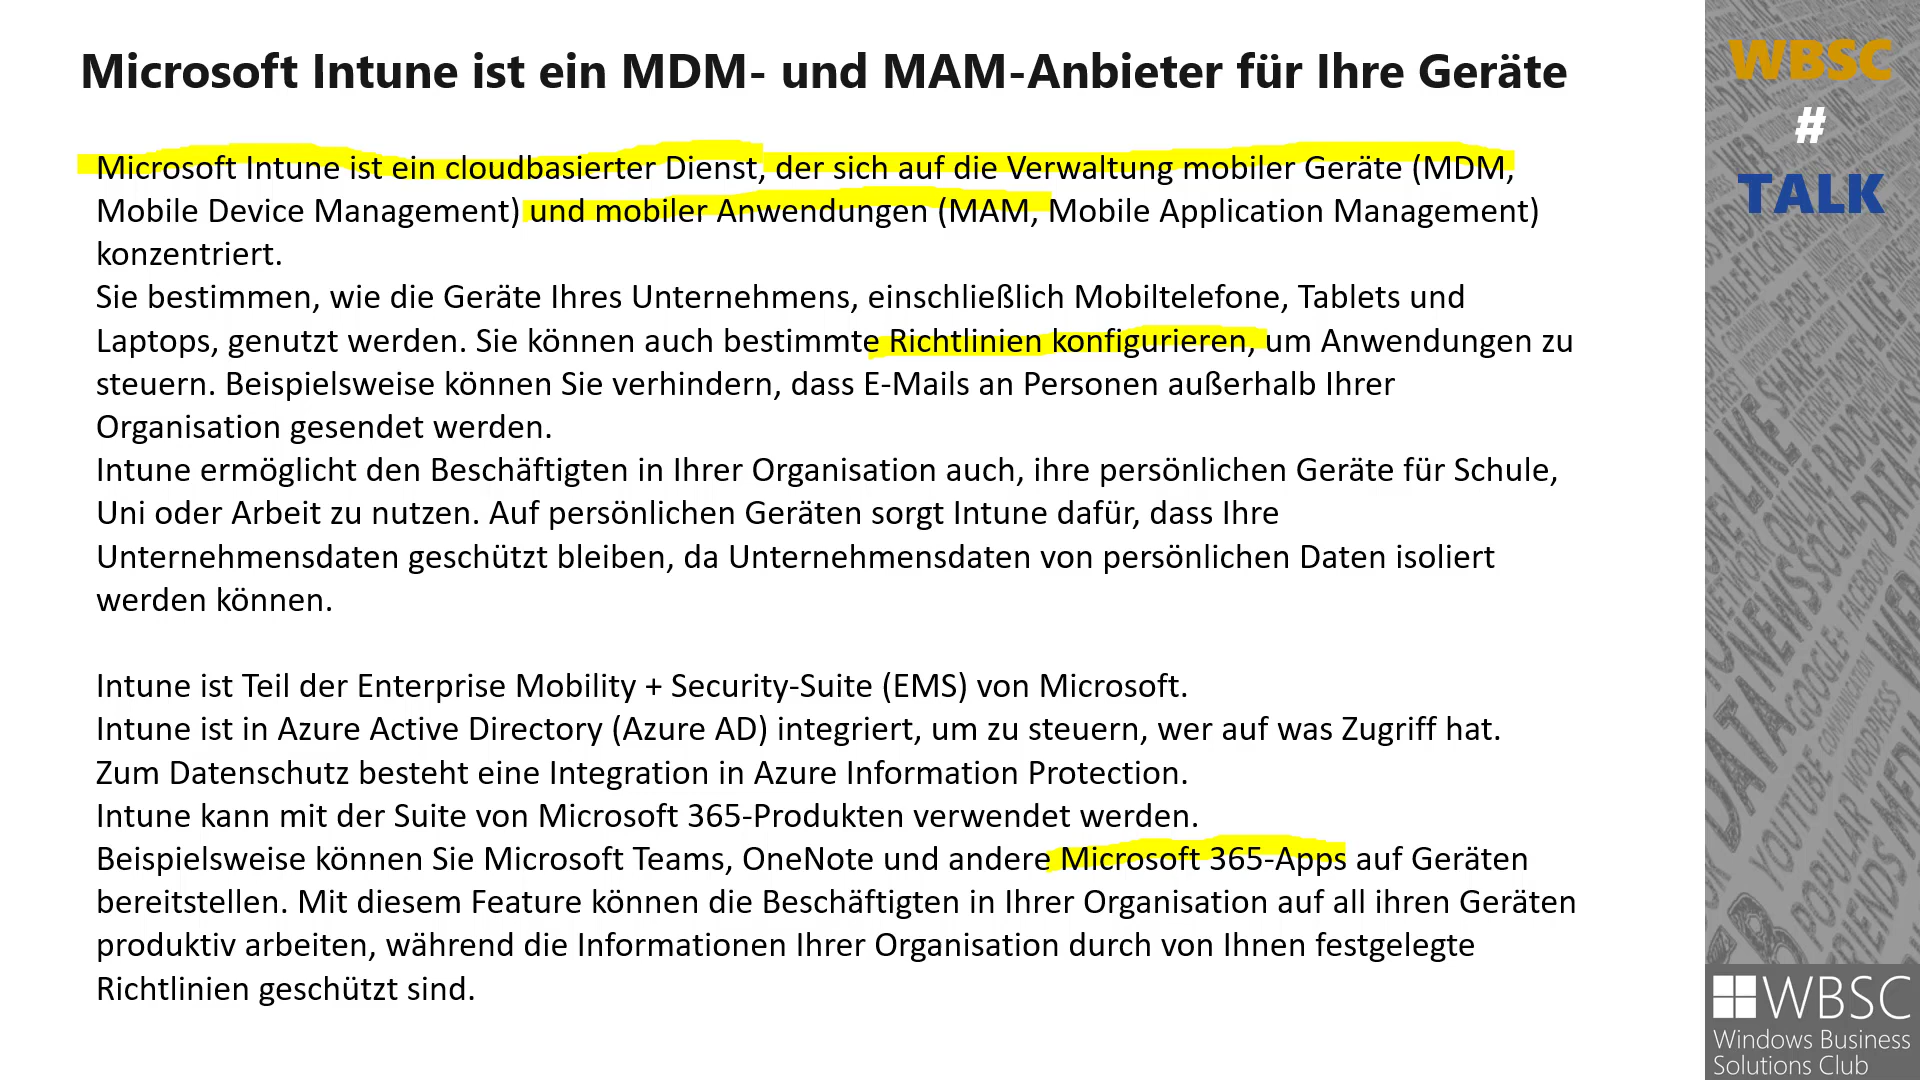 Microsoft Intune ist ein MDM- und MAM-Anbieter für Ihre Geräte
Microsoft Intune ist ein cloudbasierter Dienst, der sich auf die Verwaltung mobiler Geräte (MDM,
Mobile Device Management) und mobiler Anwendungen (MAM, Mobile Application Management)
konzentriert.
Sie bestimmen, wie die Geräte Ihres Unternehmens, einschließlich Mobiltelefone, Tablets und
Laptops, genutzt werden. Sie können auch bestimmte Richtlinien konfigurieren, um Anwendungen zu
steuern. Beispielsweise können Sie verhindern, dass E-Mails an Personen außerhalb Ihrer
Organisation gesendet werden.
Intune ermöglicht den Beschäftigten in Ihrer Organisation auch, ihre persönlichen Geräte für Schule,
Uni oder Arbeit zu nutzen. Auf persönlichen Geräten sorgt Intune dafür, dass Ihre
Unternehmensdaten geschützt bleiben, da Unternehmensdaten von persönlichen Daten isoliert
werden können.
Intune ist Teil der Enterprise Mobility + Security-Suite (EMS) von Microsoft.
Intune ist in Azure Active Directory (Azure AD) integriert, um zu steuern, wer auf was Zugriff hat.
Zum Datenschutz besteht eine Integration in Azure Information Protection.
Intune kann mit der Suite von Microsoft 365-Produkten verwendet werden.
Beispielsweise können Sie Microsoft Teams, OneNote und andere Microsoft 365-Apps auf Geräten
bereitstellen. Mit diesem Feature können die Beschäftigten in Ihrer Organisation auf all ihren Geräten
produktiv arbeiten, während die Informationen Ihrer Organisation durch von Ihnen festgelegte
Richtlinien geschützt sind.
WBSC
#
TALK
WBSC
Windows Business
Solutions Club